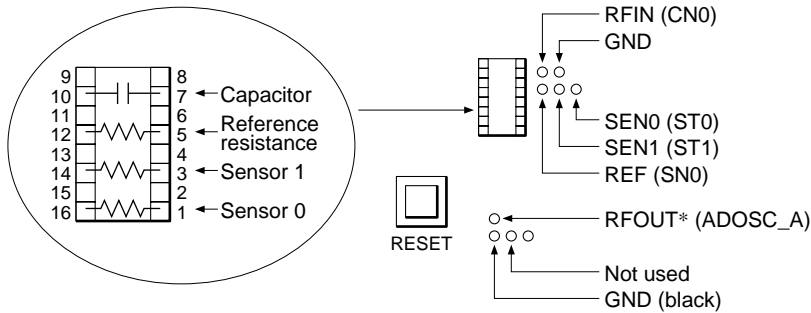 RFIN (CN0)
GND
9 8
10 7 Capacitor
11 6
12 5 Reference
resistance
13 4
14 3 Sensor 1
15 2
16 1 Sensor 0
SEN0 (ST0)
SEN1 (ST1)
REF (SN0)
RESET
RFOUT* (ADOSC_A)
Not used
GND (black)